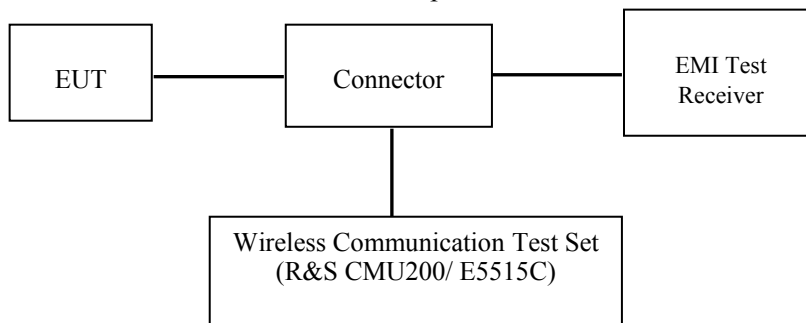 EUT
Connector
EMI Test
Receiver
Wireless Communication Test Set
(R&S CMU200/ E5515C)